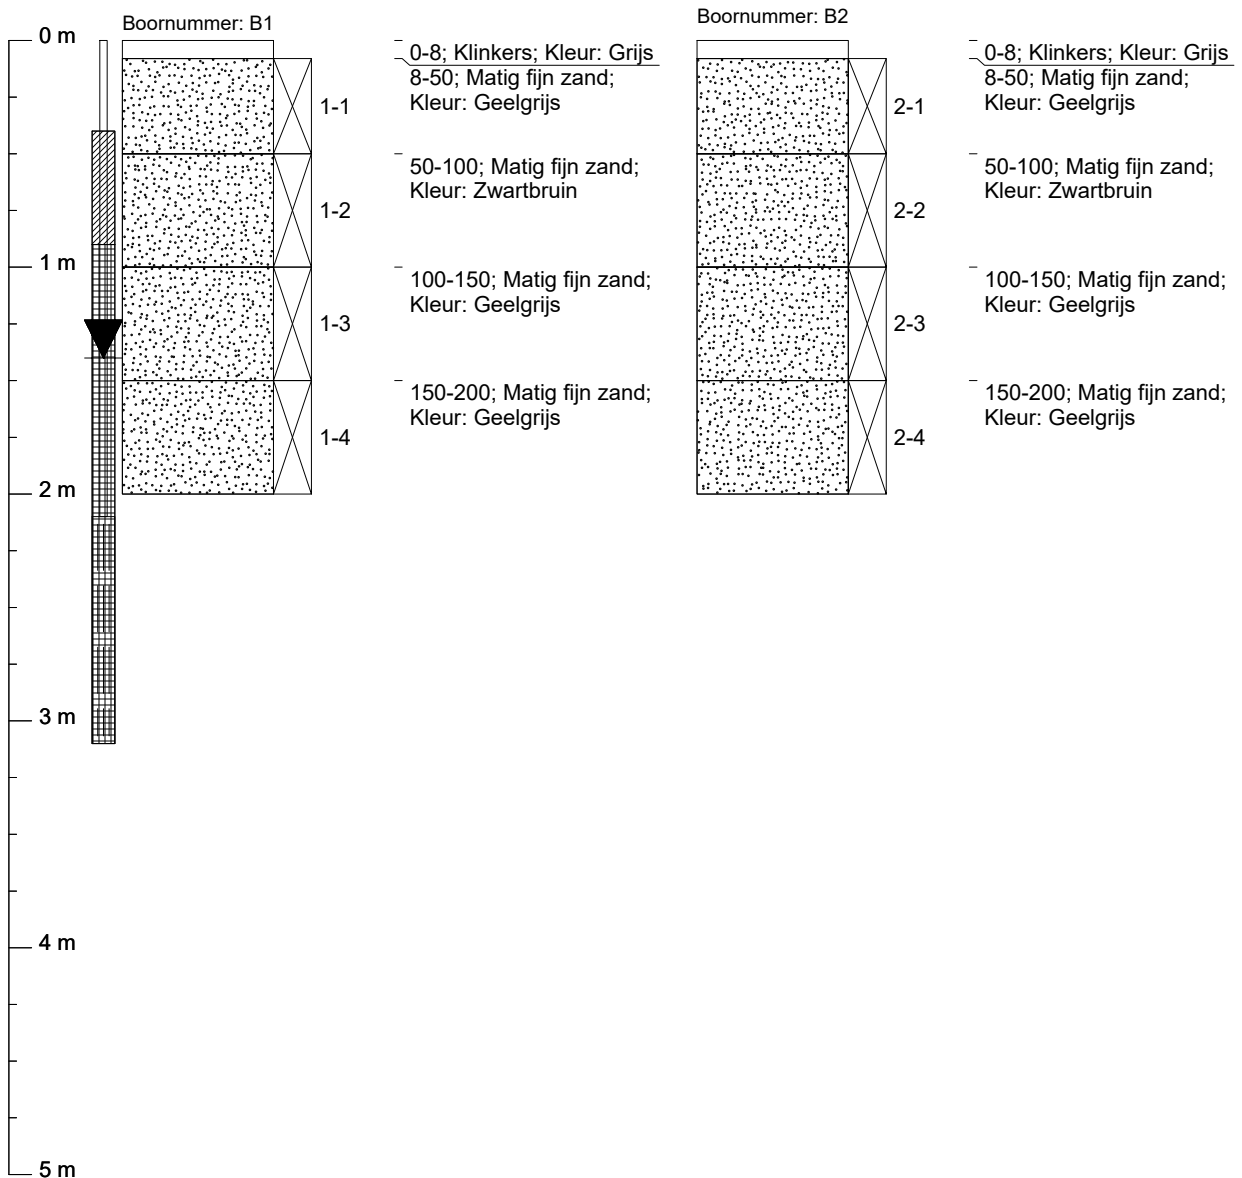 Boornummer: B1
0 m
1 m
2 m
3 m
4 m
5 m
1-1
1-2
1-3
1-4
0-8; Klinkers; Kleur: Grijs
8-50; Matig fijn zand;
Kleur: Geelgrijs
50-100; Matig fijn zand;
Kleur: Zwartbruin
100-150; Matig fijn zand;
Kleur: Geelgrijs
150-200; Matig fijn zand;
Kleur: Geelgrijs
Boornummer: B2
2-1
2-2
2-3
2-4
0-8; Klinkers; Kleur: Grijs
8-50; Matig fijn zand;
Kleur: Geelgrijs
50-100; Matig fijn zand;
Kleur: Zwartbruin
100-150; Matig fijn zand;
Kleur: Geelgrijs
150-200; Matig fijn zand;
Kleur: Geelgrijs